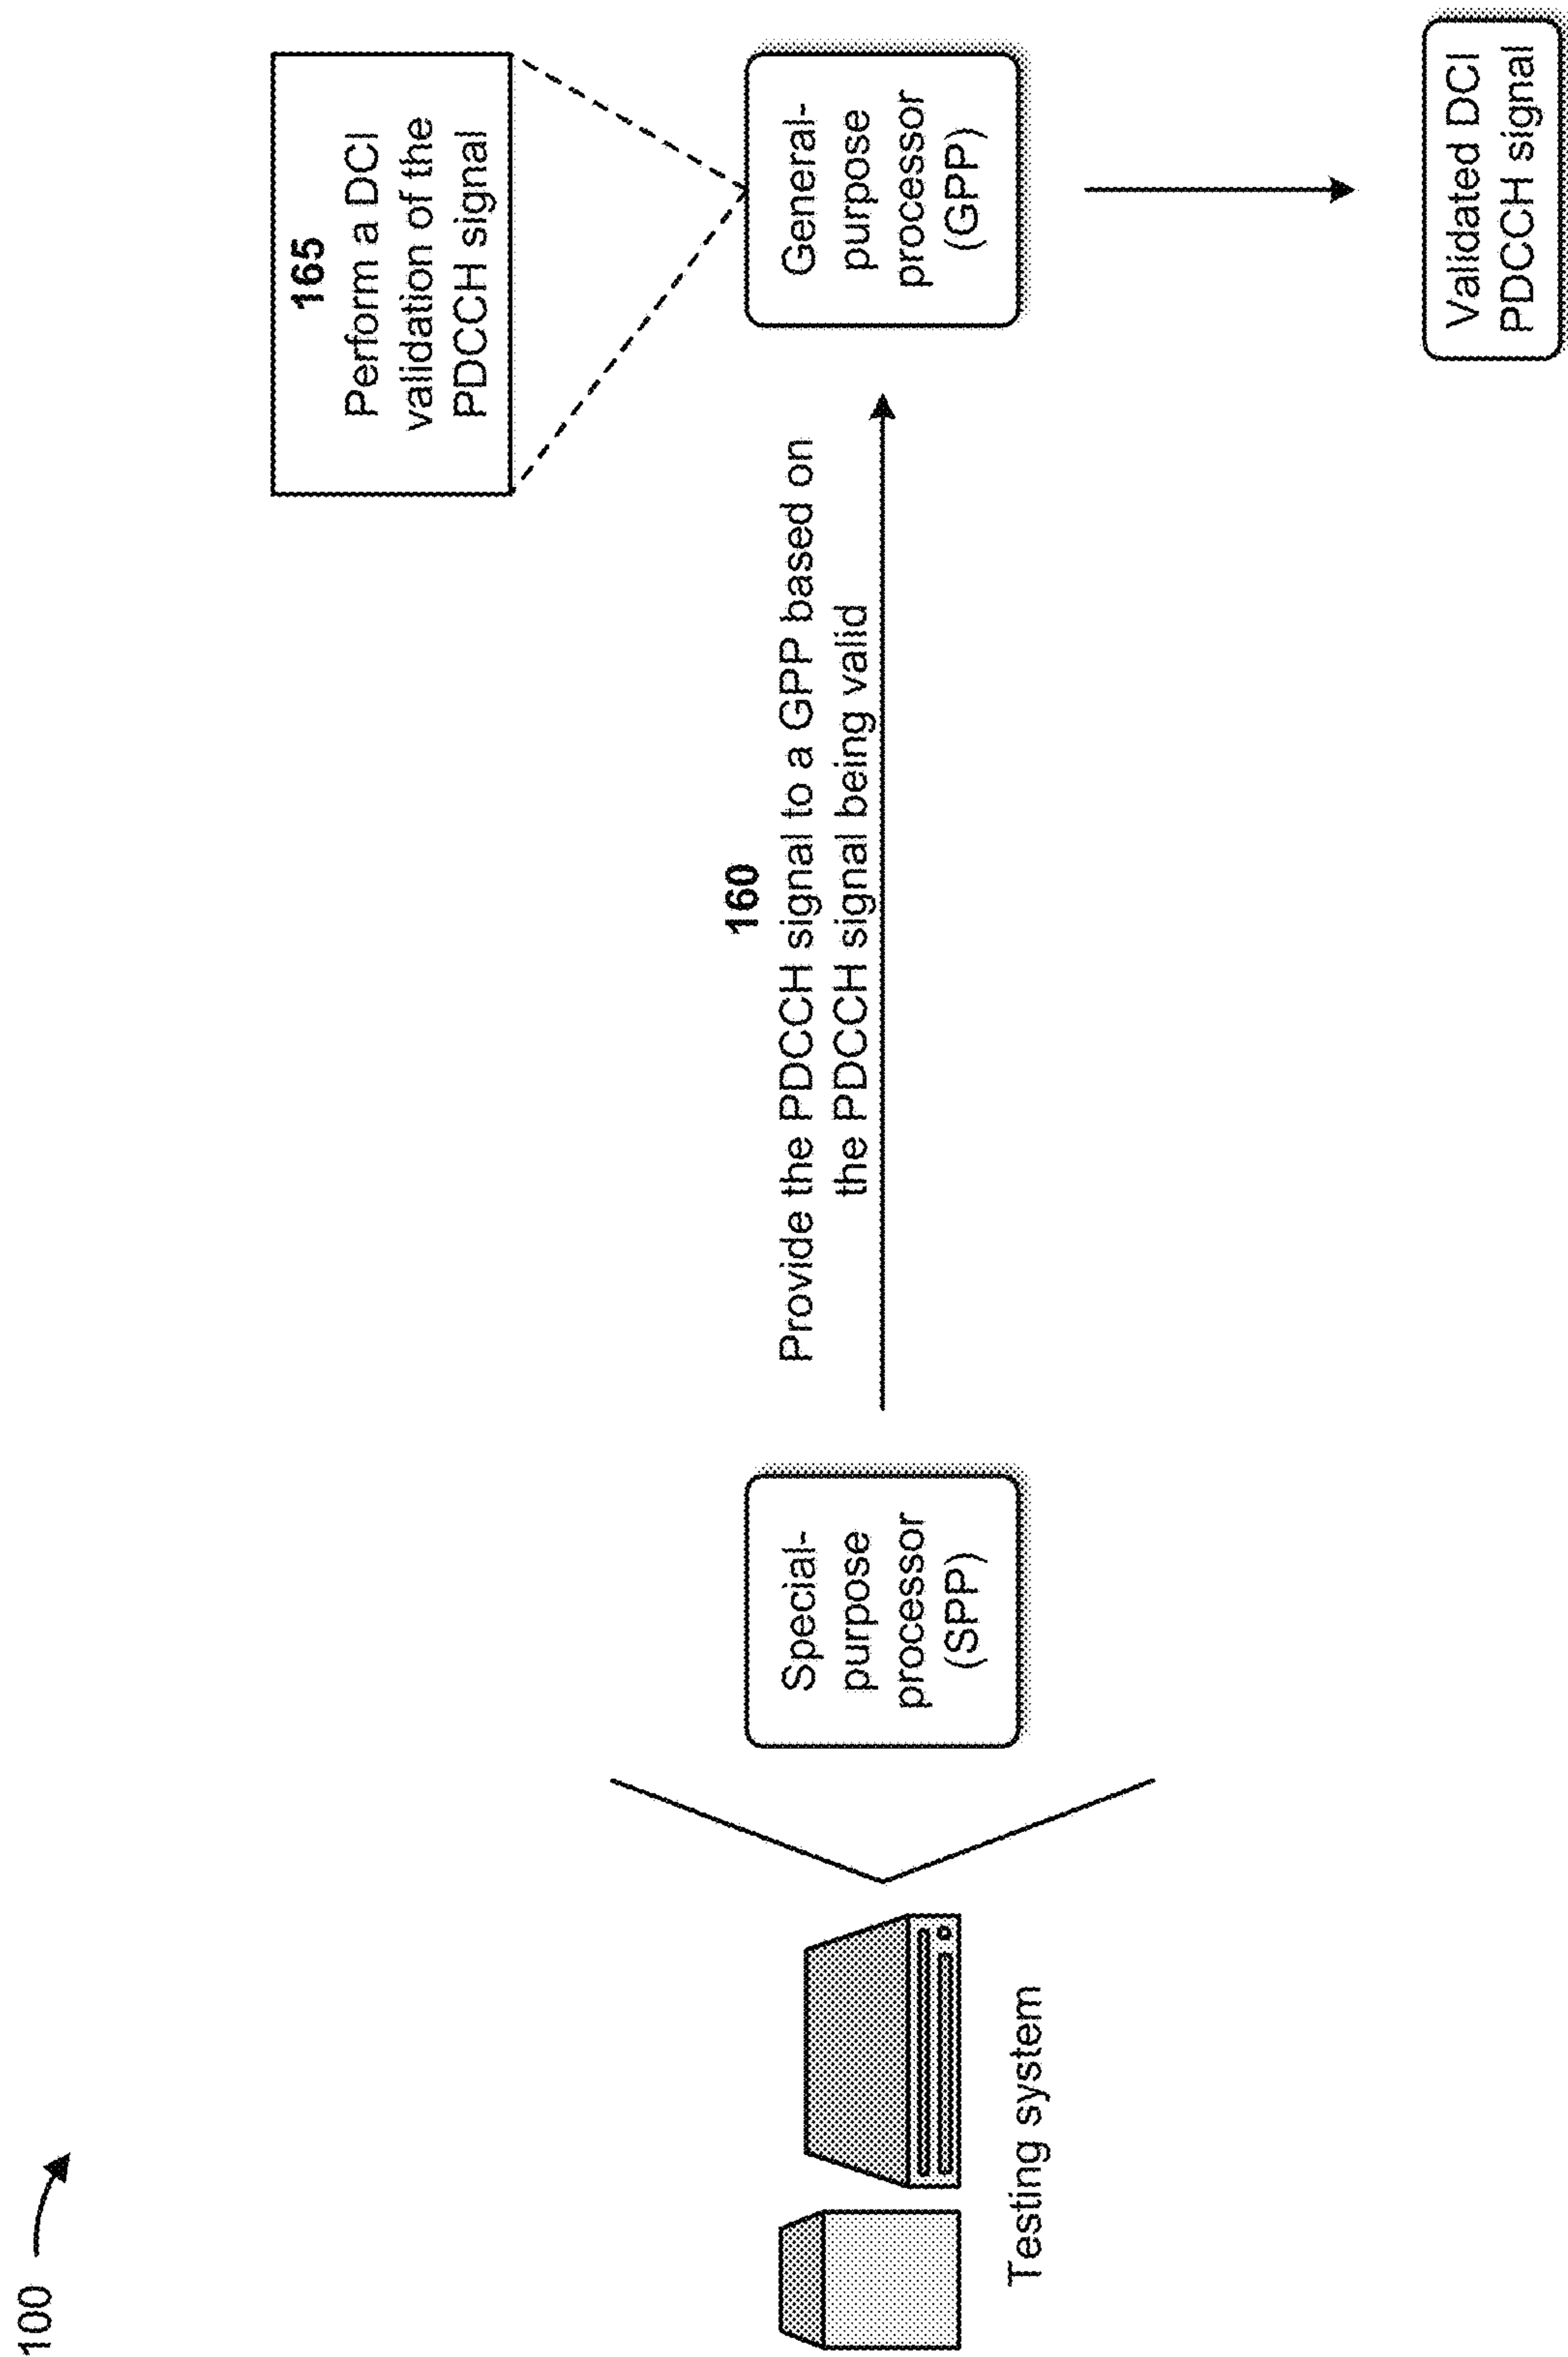 100
165
Perform a DCI
validation of the
PDCCH signal
160
Provide the PDCCH signal to a GPP based on
the PDCCH signal being valid
Testing system
Special-
purpose
processor
(SPP)
General-
purpose
processor
(GPP)
Validated DCI
PDCCH signal